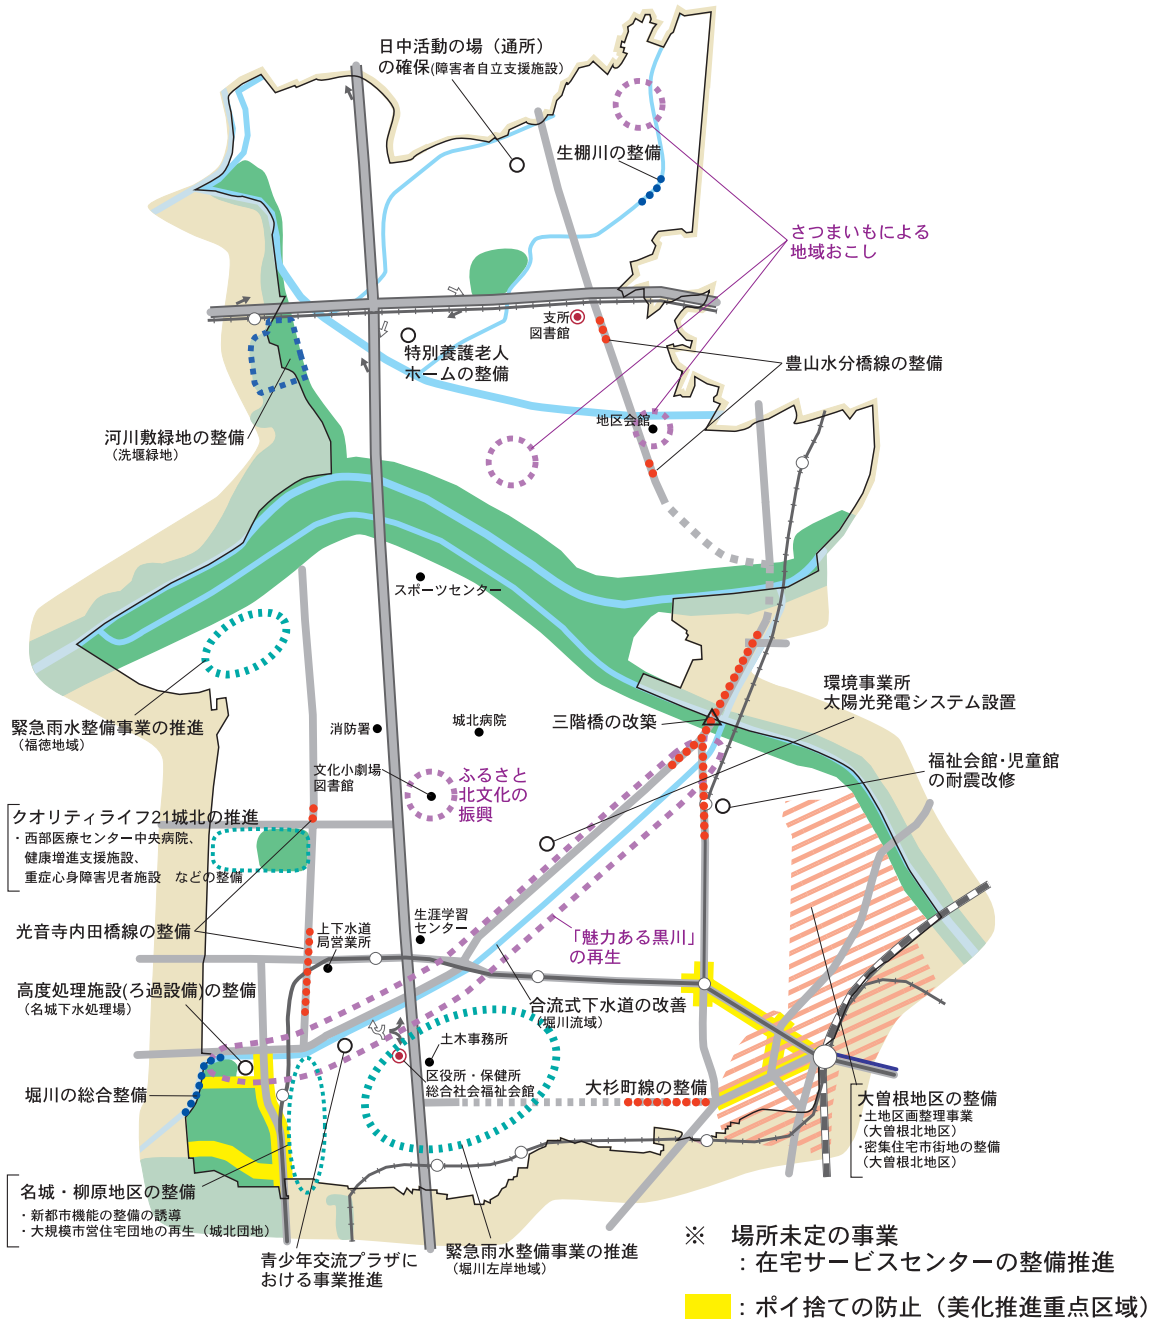 日中活動の場（通所）
の確保(障害者自立支援施設)
生棚川の整備
さつまいもによる
地域おこし
支所
図書館
特別養護老人
ホームの整備
豊山水分橋線の整備
地区会館
河川敷緑地の整備
（洗堰緑地）
スポーツセンター
緊急雨水整備事業の推進
（福徳地域）
消防署
城北病院
三階橋の改築
環境事業所
太陽光発電システム設置
文化小劇場
図書館
ふるさと
北文化の
振興
福祉会館･児童館
の耐震改修
クオリティライフ21城北の推進
・西部医療センター中央病院、
健康増進支援施設、
重症心身障害児者施設　などの整備
光音寺内田橋線の整備
上下水道
局営業所
生涯学習
センター
「魅力ある黒川」
の再生
高度処理施設(ろ過設備)の整備
（名城下水処理場）
合流式下水道の改善
（堀川流域）
土木事務所
区役所・保健所
総合社会福祉会館
大杉町線の整備
堀川の総合整備
大曽根地区の整備
・土地区画整理事業
（大曽根北地区）
・密集住宅市街地の整備
（大曽根北地区）
名城・柳原地区の整備
・新都市機能の整備の誘導
・大規模市営住宅団地の再生（城北団地）
青少年交流プラザに
おける事業推進
緊急雨水整備事業の推進
（堀川左岸地域）
※　場所未定の事業
：在宅サービスセンターの整備推進
：ポイ捨ての防止（美化推進重点区域）